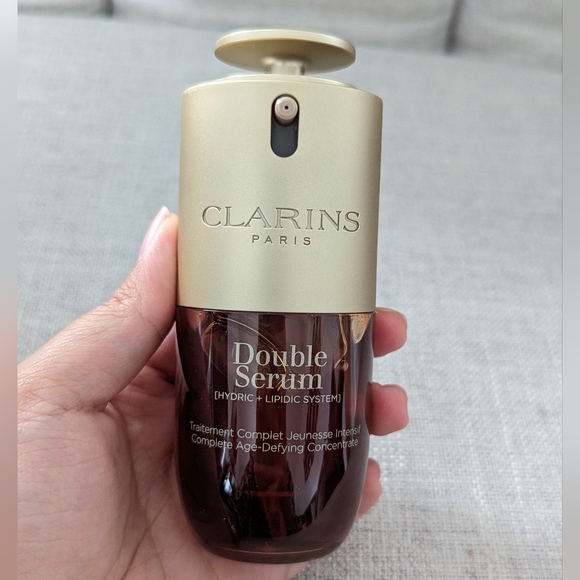 CLARINS
PARIS
Double
Serum
[HYDRIC + LIPIDIC SYSTEM]
Traitement Complet Jeunesse Intensif
Complete Age-Defying Concentrate